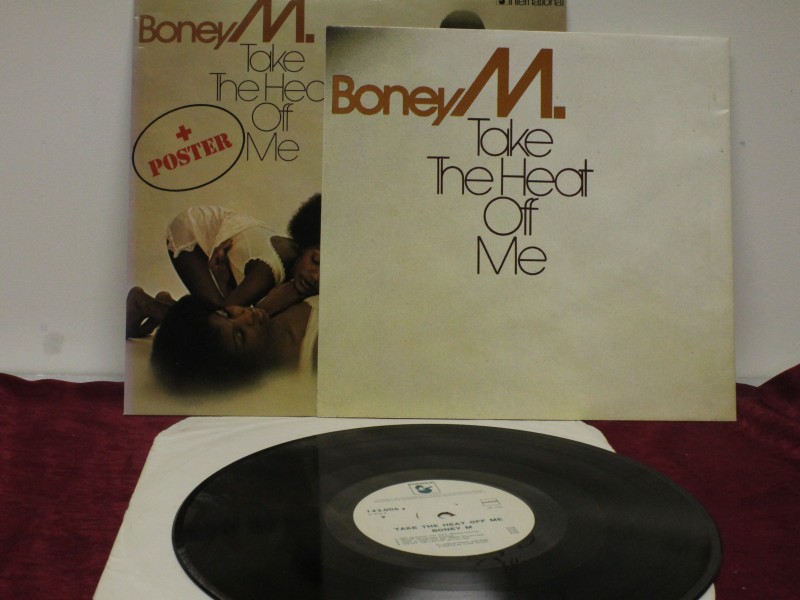 international
Boney M.
Take
The Hea
Off
Me
+
POSTER
Boney M.
Take
The Heat
Off
Me
TAKE THE HEAT OFF ME
BONEY M.